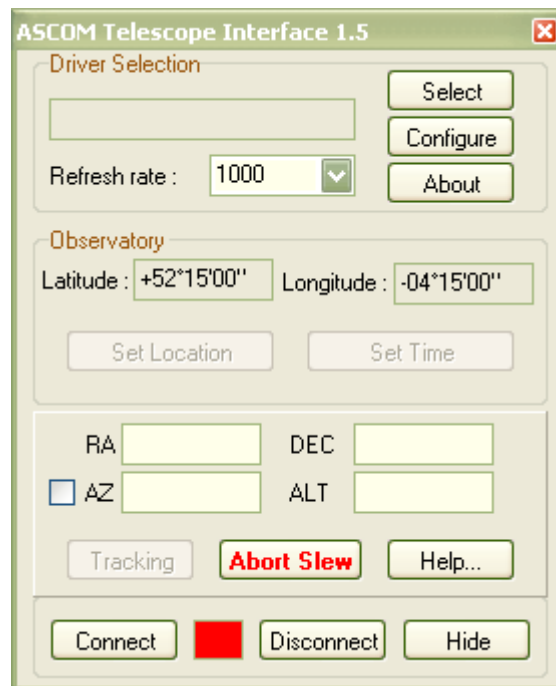 ASCOM Telescope Interface 1.5
Driver Selection
Select
Configure
Refresh rate : 1000
About
Observatory
Latitude : +52°15'00" Longitude : -04°15'00"
Set Location Set Time
RA DEC
AZ ALT
Tracking Abort Slew Help...
Connect Disconnect Hide